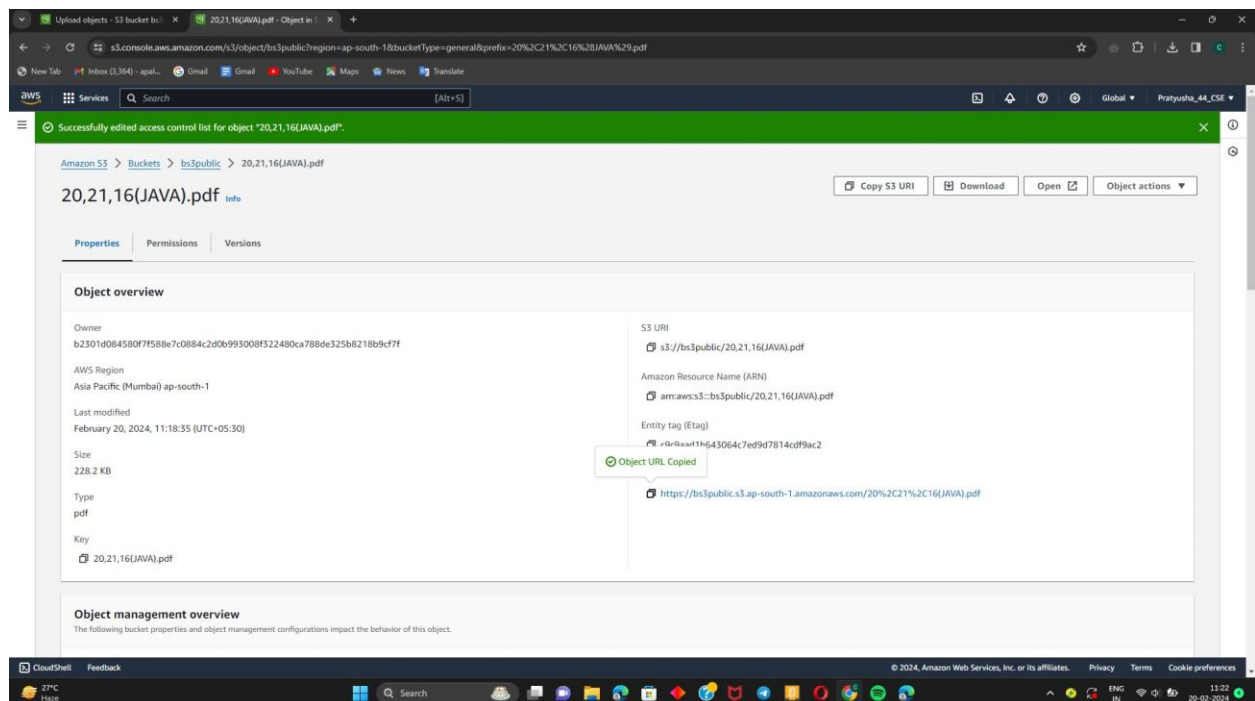 Upload objects - S3 bucket bs3
20,21,16(JAVA).pdf - Object in S
s3.console.aws.amazon.com/s3/object/bs3public?region=ap-south-1&bucketType=general&prefix=20%2C21%2C16%28JAVA%29.pdf
New Tab Inbox (3,364) - apal... Gmail Gmail YouTube Maps News Translate
aws Services Search [Alt+S] Global Pratyusha_44_CSE
Successfully edited access control list for object "20,21,16(JAVA).pdf".
Amazon S3 > Buckets > bs3public > 20,21,16(JAVA).pdf
20,21,16(JAVA).pdf Info
Copy S3 URI Download Open Object actions
Properties Permissions Versions
Object overview
Owner
b2301d084580f7f588e7c0884c2d0b993008f322480ca788de325b8218b9cf7f
AWS Region
Asia Pacific (Mumbai) ap-south-1
Last modified
February 20, 2024, 11:18:35 (UTC+05:30)
Size
228.2 KB
Type
pdf
Key
20,21,16(JAVA).pdf
S3 URI
s3://bs3public/20,21,16(JAVA).pdf
Amazon Resource Name (ARN)
arn:aws:s3:::bs3public/20,21,16(JAVA).pdf
Entity tag (Etag)
Object URL Copied
https://bs3public.s3.ap-south-1.amazonaws.com/20%2C21%2C16(JAVA).pdf
Object management overview
The following bucket properties and object management configurations impact the behavior of this object.
CloudShell Feedback © 2024, Amazon Web Services, Inc. or its affiliates. Privacy Terms Cookie preferences
27°C
Haze
Search
ENG
IN
11:22
20-02-2024